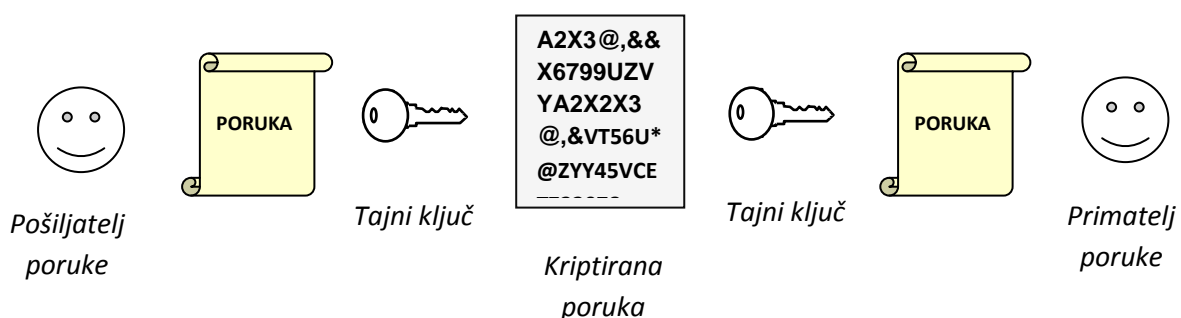 A2X3@,&&
X6799UZV
YA2X2X3
@,&VT56U*
@ZYY45VCE
PORUKA
PORUKA
Pošiljatelj
poruke
Tajni ključ
Kriptirana
poruka
Tajni ključ
Primatelj
poruke